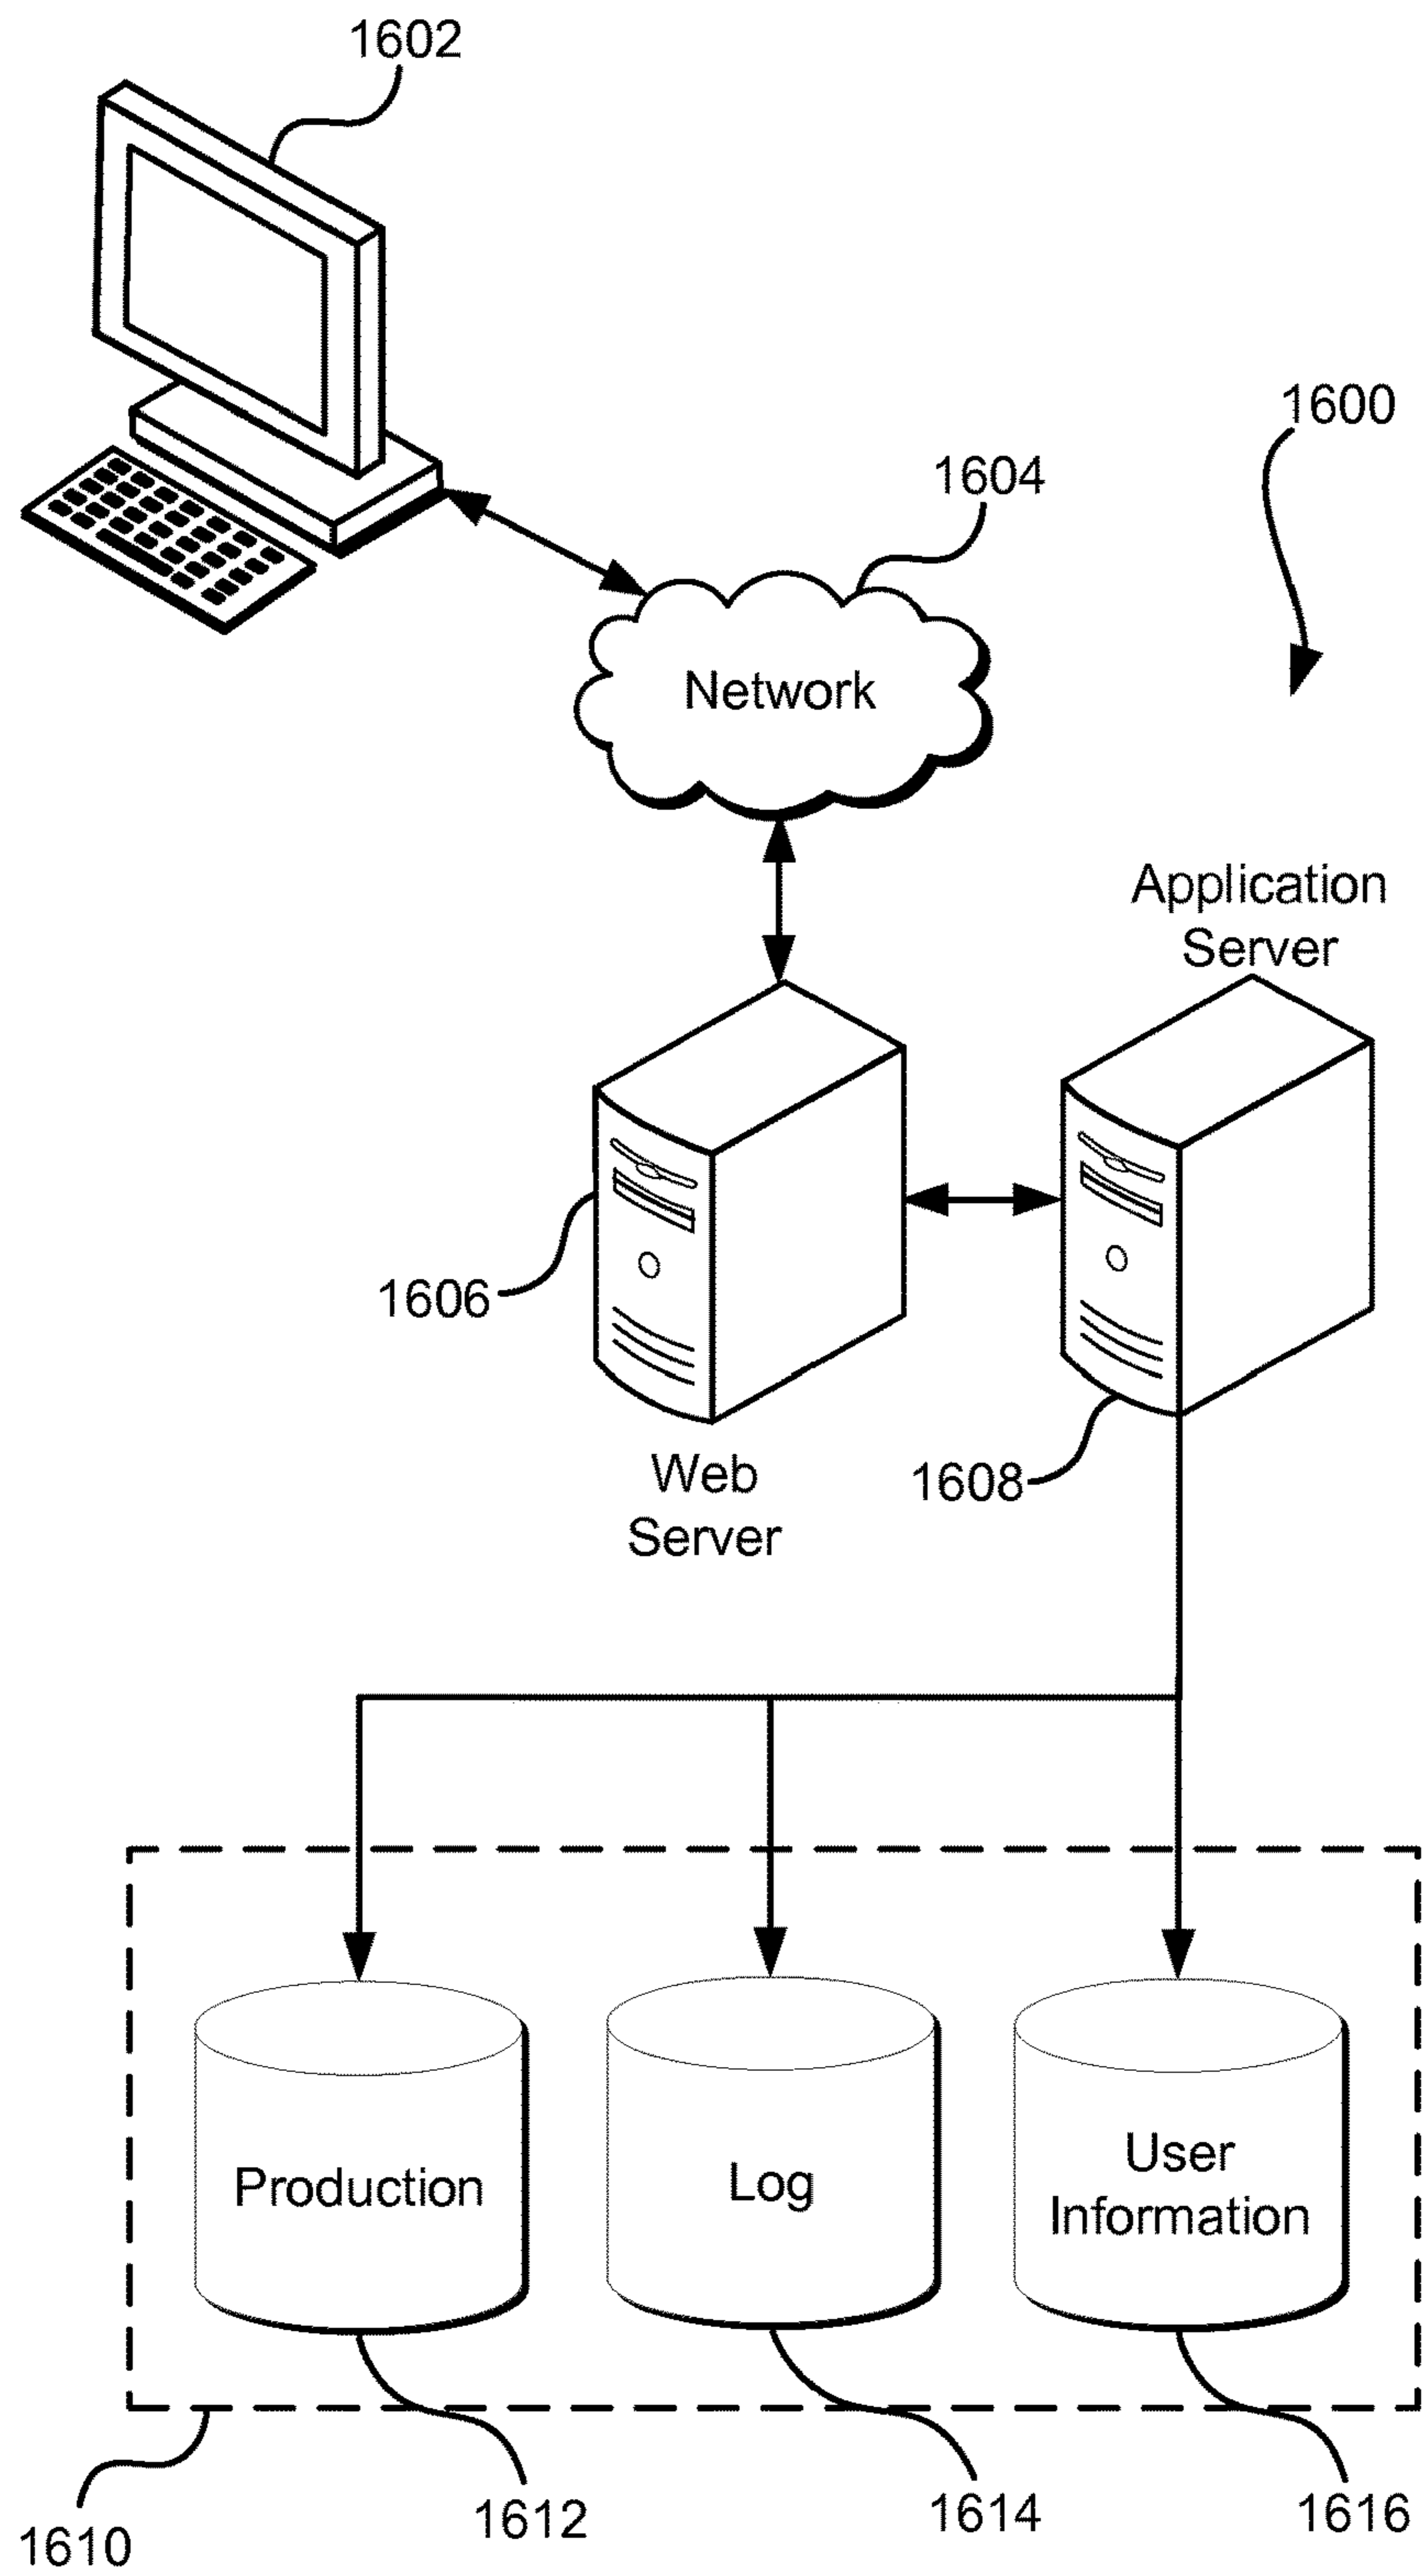 1602
1600
1604
Network
Application
Server
1606
Web
Server
1608
Production
Log
User
Information
1610
1612
1614
1616